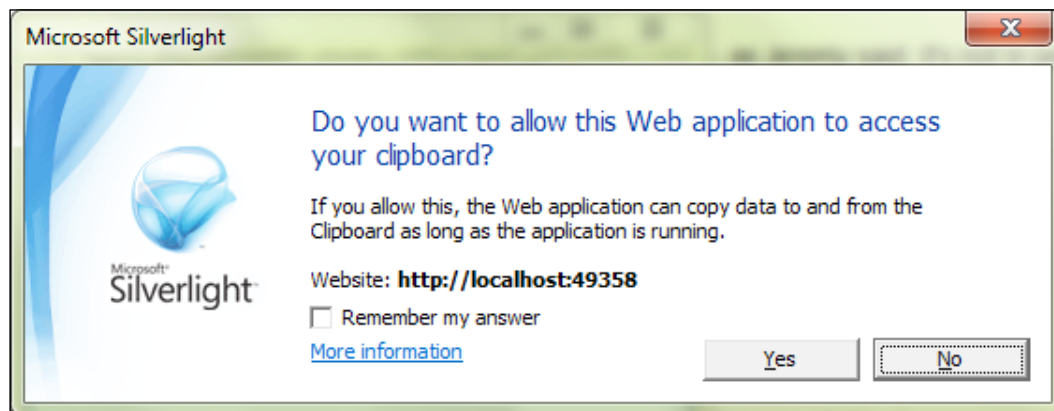 Microsoft Silverlight
Do you want to allow this Web application to access
your clipboard?
If you allow this, the Web application can copy data to and from the
Clipboard as long as the application is running.
Microsoft®
Silverlight™
Website: http://localhost:49358
Remember my answer
More information
Yes
No